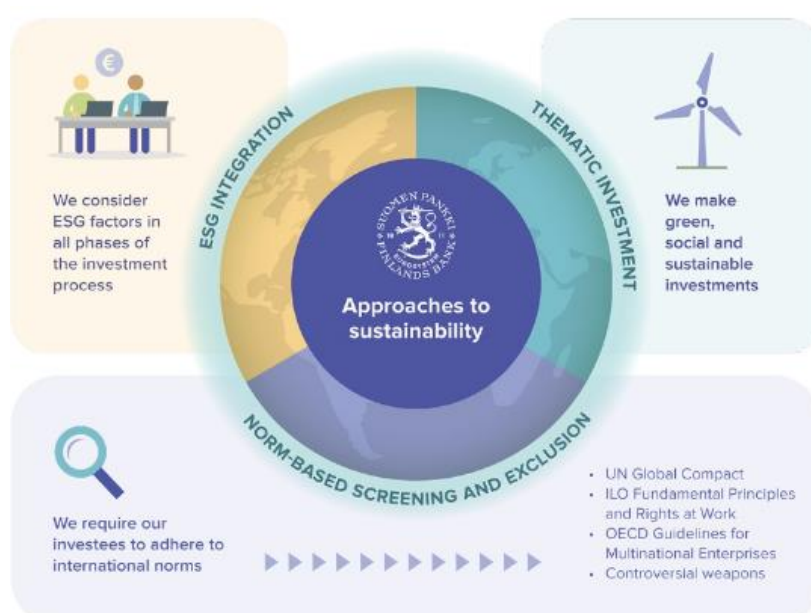 €
ESG INTEGRATION
We consider
ESG factors in
all phases of
the investment
process
THEMATIC INVESTMENT
We make
green,
social and
sustainable
investments
SUOMEN PANKKI
FINLANDS BANK
EUROSYSTEM
Approaches to
sustainability
NORM-BASED SCREENING AND EXCLUSION
We require our
investees to adhere to
international norms
• UN Global Compact
• ILO Fundamental Principles
and Rights at Work
• OECD Guidelines for
Multinational Enterprises
• Controversial weapons